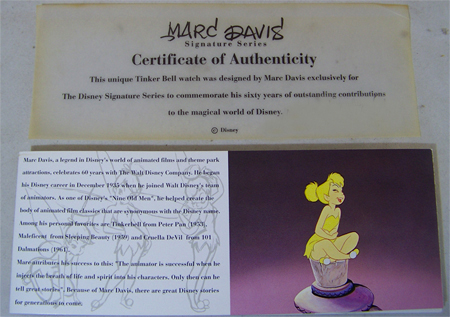 MARC DAVIS
Signature Series
Certificate of Authenticity
This unique Tinker Bell watch was designed by Marc Davis exclusively for
The Disney Signature Series to commemorate his sixty years of outstanding contributions
to the magical world of Disney.
© Disney
Marc Davis, a legend in Disney's world of animated films and theme park
attractions, celebrates 60 years with The Walt Disney Company. He began
his Disney career in December 1935 when he joined Walt Disney's team
of animators. As one of Disney's "Nine Old Men", he helped create the
body of animated film classics that are synonymous with the Disney name.
Among his personal favorites are Tinkerbell from Peter Pan (1953),
Maleficent from Sleeping Beauty (1959) and Cruella DeVil from 101
Dalmations (1961).
Marc attributes his success to this: "The animator is successful when he
injects the breath of life and spirit into his characters. Only then can he
tell great stories". Because of Marc Davis, there are great Disney stories
for generations to come.